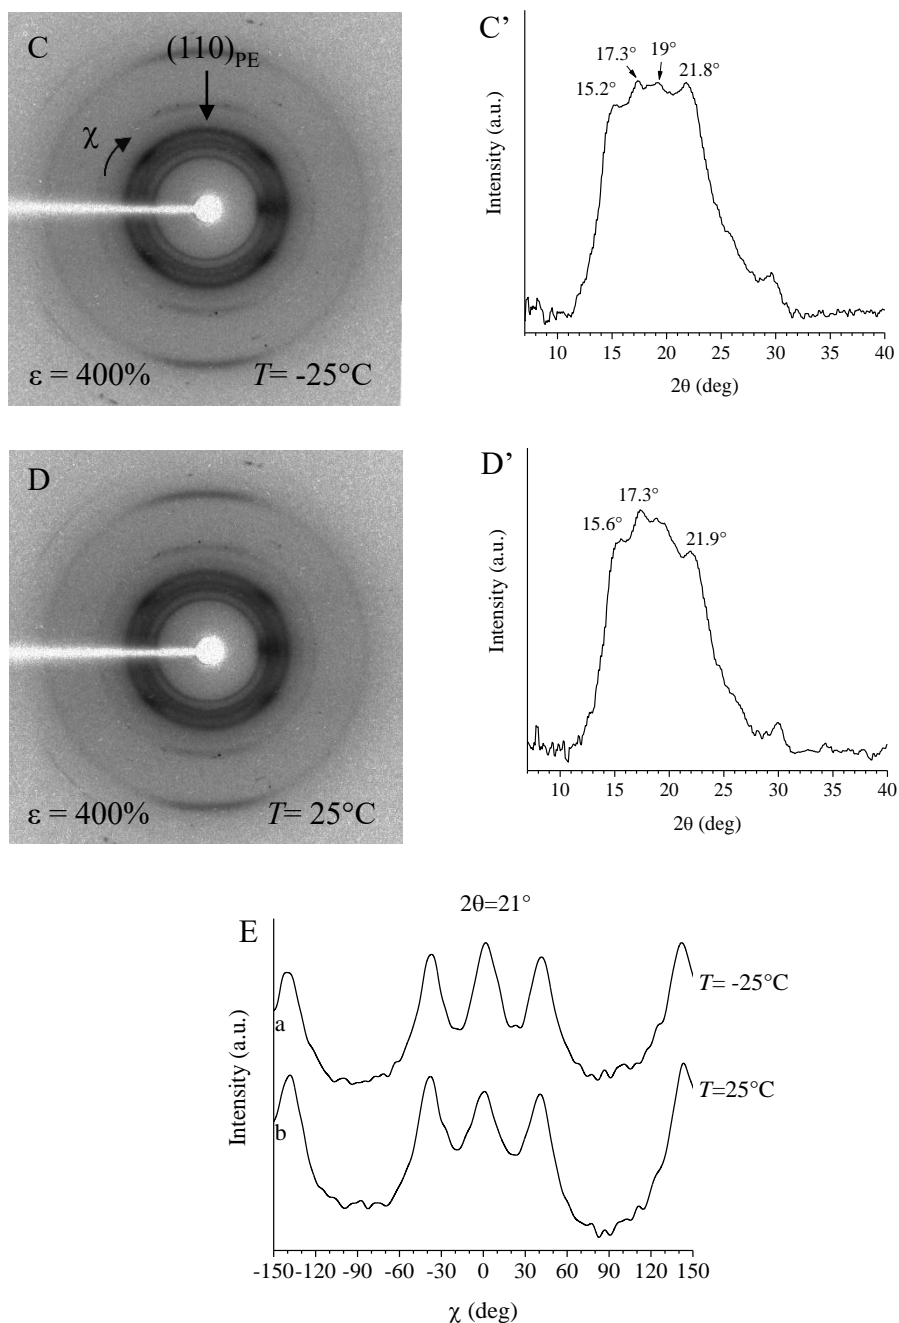 C
(110)PE
χ
ε = 400%
T= -25°C
C’
17.3°
19°
15.2°
21.8°
Intensity (a.u.)
10 15 20 25 30 35 40
2θ (deg)
D
ε = 400%
T= 25°C
D’
17.3°
15.6°
21.9°
Intensity (a.u.)
10 15 20 25 30 35 40
2θ (deg)
2θ=21°
E
T= -25°C
a
T=25°C
b
Intensity (a.u.)
-150 -120 -90 -60 -30 0 30 60 90 120 150
χ (deg)